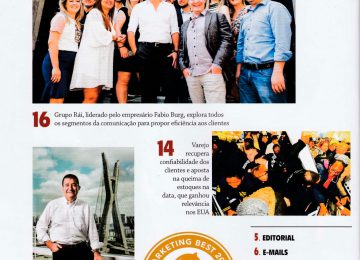 16 Grupo Rái, liderado pelo empresário Fabio Burg, explora todos
os segmentos da comunicação para propor eficiência aos clientes
14 Varejo
recupera
confiabilidade dos
clientes e aposta
na queima de
estoques na
data, que ganhou
relevância
nos EUA
MARKETING BEST
5. EDITORIAL
6. E-MAILS